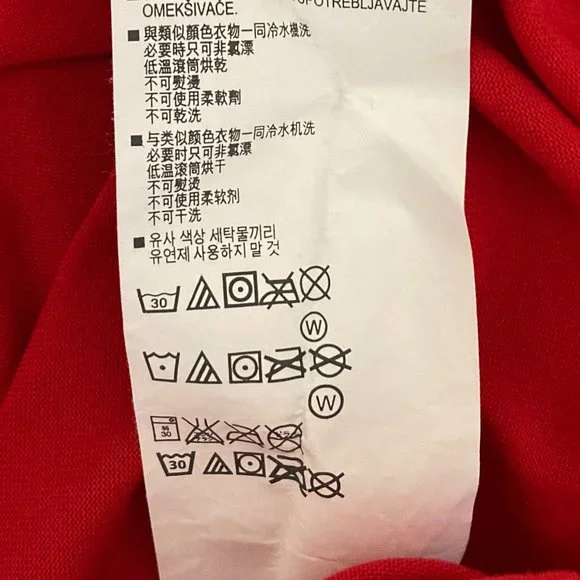 UPOTREBLJAVAJTE
OMEKŠIVAČE.
■ 與類似顏色衣物一同冷水機洗
必要時只可非氯漂
低溫滾筒烘乾
不可熨燙
不可使用柔軟劑
不可乾洗
■ 与类似颜色衣物一同冷水机洗
必要时只可非氯漂
低温滚筒烘干
不可熨烫
不可使用柔软剂
不可干洗
■ 유사 색상 세탁물끼리
유연제 사용하지 말 것
30
W
W
30
30